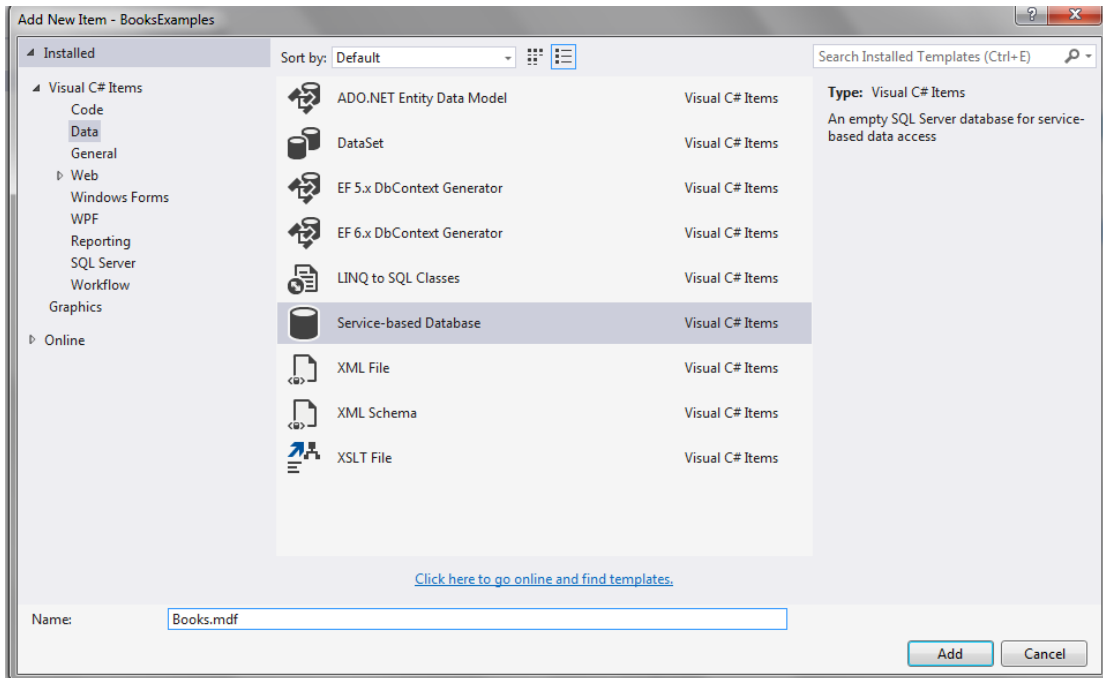 Add New Item - BooksExamples
Installed
Visual C# Items
Code
Data
General
Web
Windows Forms
WPF
Reporting
SQL Server
Workflow
Graphics
Online
Sort by: Default
ADO.NET Entity Data Model Visual C# Items
DataSet Visual C# Items
EF 5.x DbContext Generator Visual C# Items
EF 6.x DbContext Generator Visual C# Items
LINQ to SQL Classes Visual C# Items
Service-based Database Visual C# Items
XML File Visual C# Items
XML Schema Visual C# Items
XSLT File Visual C# Items
Click here to go online and find templates.
Search Installed Templates (Ctrl+E)
Type: Visual C# Items
An empty SQL Server database for service-
based data access
Name: Books.mdf
Add Cancel